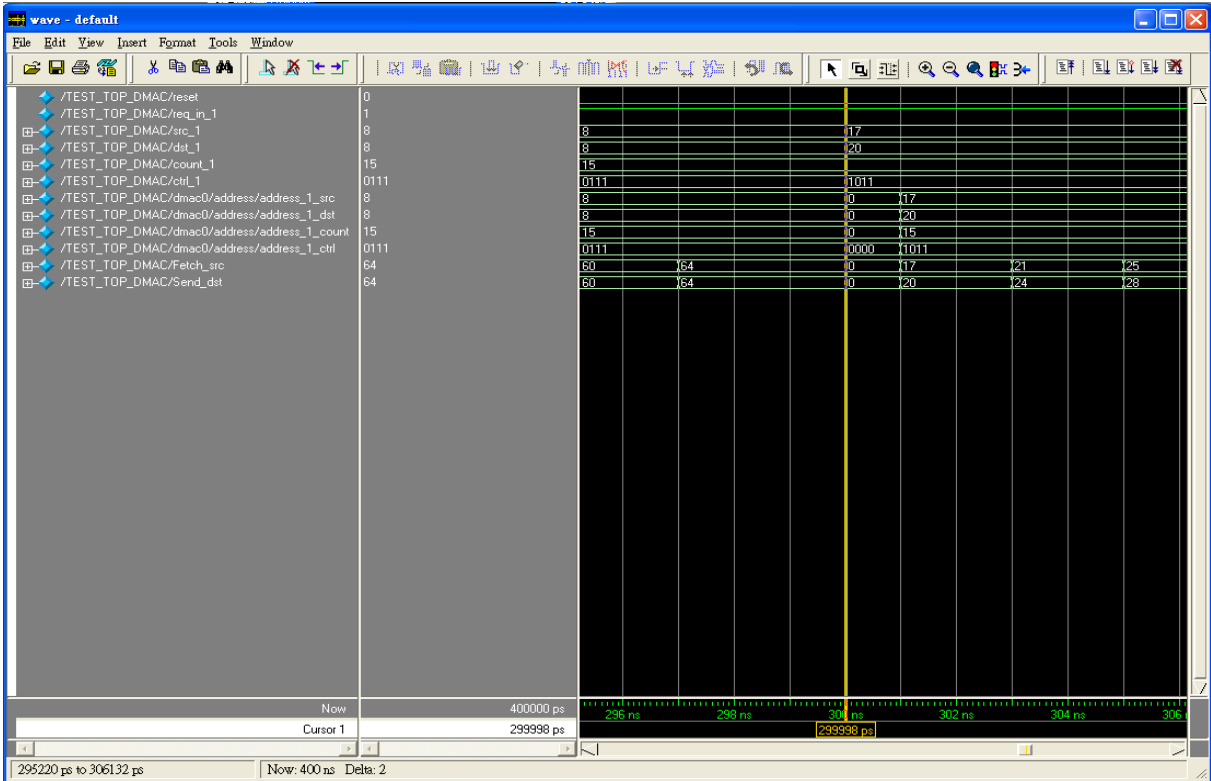 wave - default
File Edit View Insert Format Tools Window
/TEST_TOP_DMAC/reset 0
/TEST_TOP_DMAC/req_in_1 1
/TEST_TOP_DMAC/src_1 8 8 17
/TEST_TOP_DMAC/dst_1 8 8 20
/TEST_TOP_DMAC/count_1 15 15
/TEST_TOP_DMAC/ctrl_1 0111 0111 1011
/TEST_TOP_DMAC/dmac0/address/address_1_src 8 8 0 17
/TEST_TOP_DMAC/dmac0/address/address_1_dst 8 8 0 20
/TEST_TOP_DMAC/dmac0/address/address_1_count 15 15 0 15
/TEST_TOP_DMAC/dmac0/address/address_1_ctrl 0111 0111 0000 1011
/TEST_TOP_DMAC/Fetch_src 64 60 64 0 17 21 25
/TEST_TOP_DMAC/Send_dst 64 60 64 0 20 24 28
Now 400000 ps 296 ns 298 ns 300 ns 302 ns 304 ns 306
Cursor 1 299998 ps 299998 ps
295220 ps to 306132 ps Now: 400 ns Delta: 2